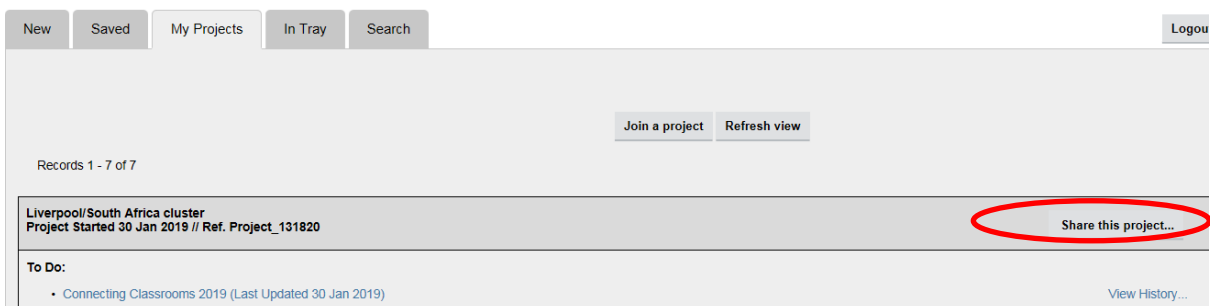 New Saved My Projects In Tray Search
Join a project Refresh view
Records 1 - 7 of 7
Liverpool/South Africa cluster
Project Started 30 Jan 2019 // Ref. Project_131820
Share this project...
To Do:
• Connecting Classrooms 2019 (Last Updated 30 Jan 2019) View History...